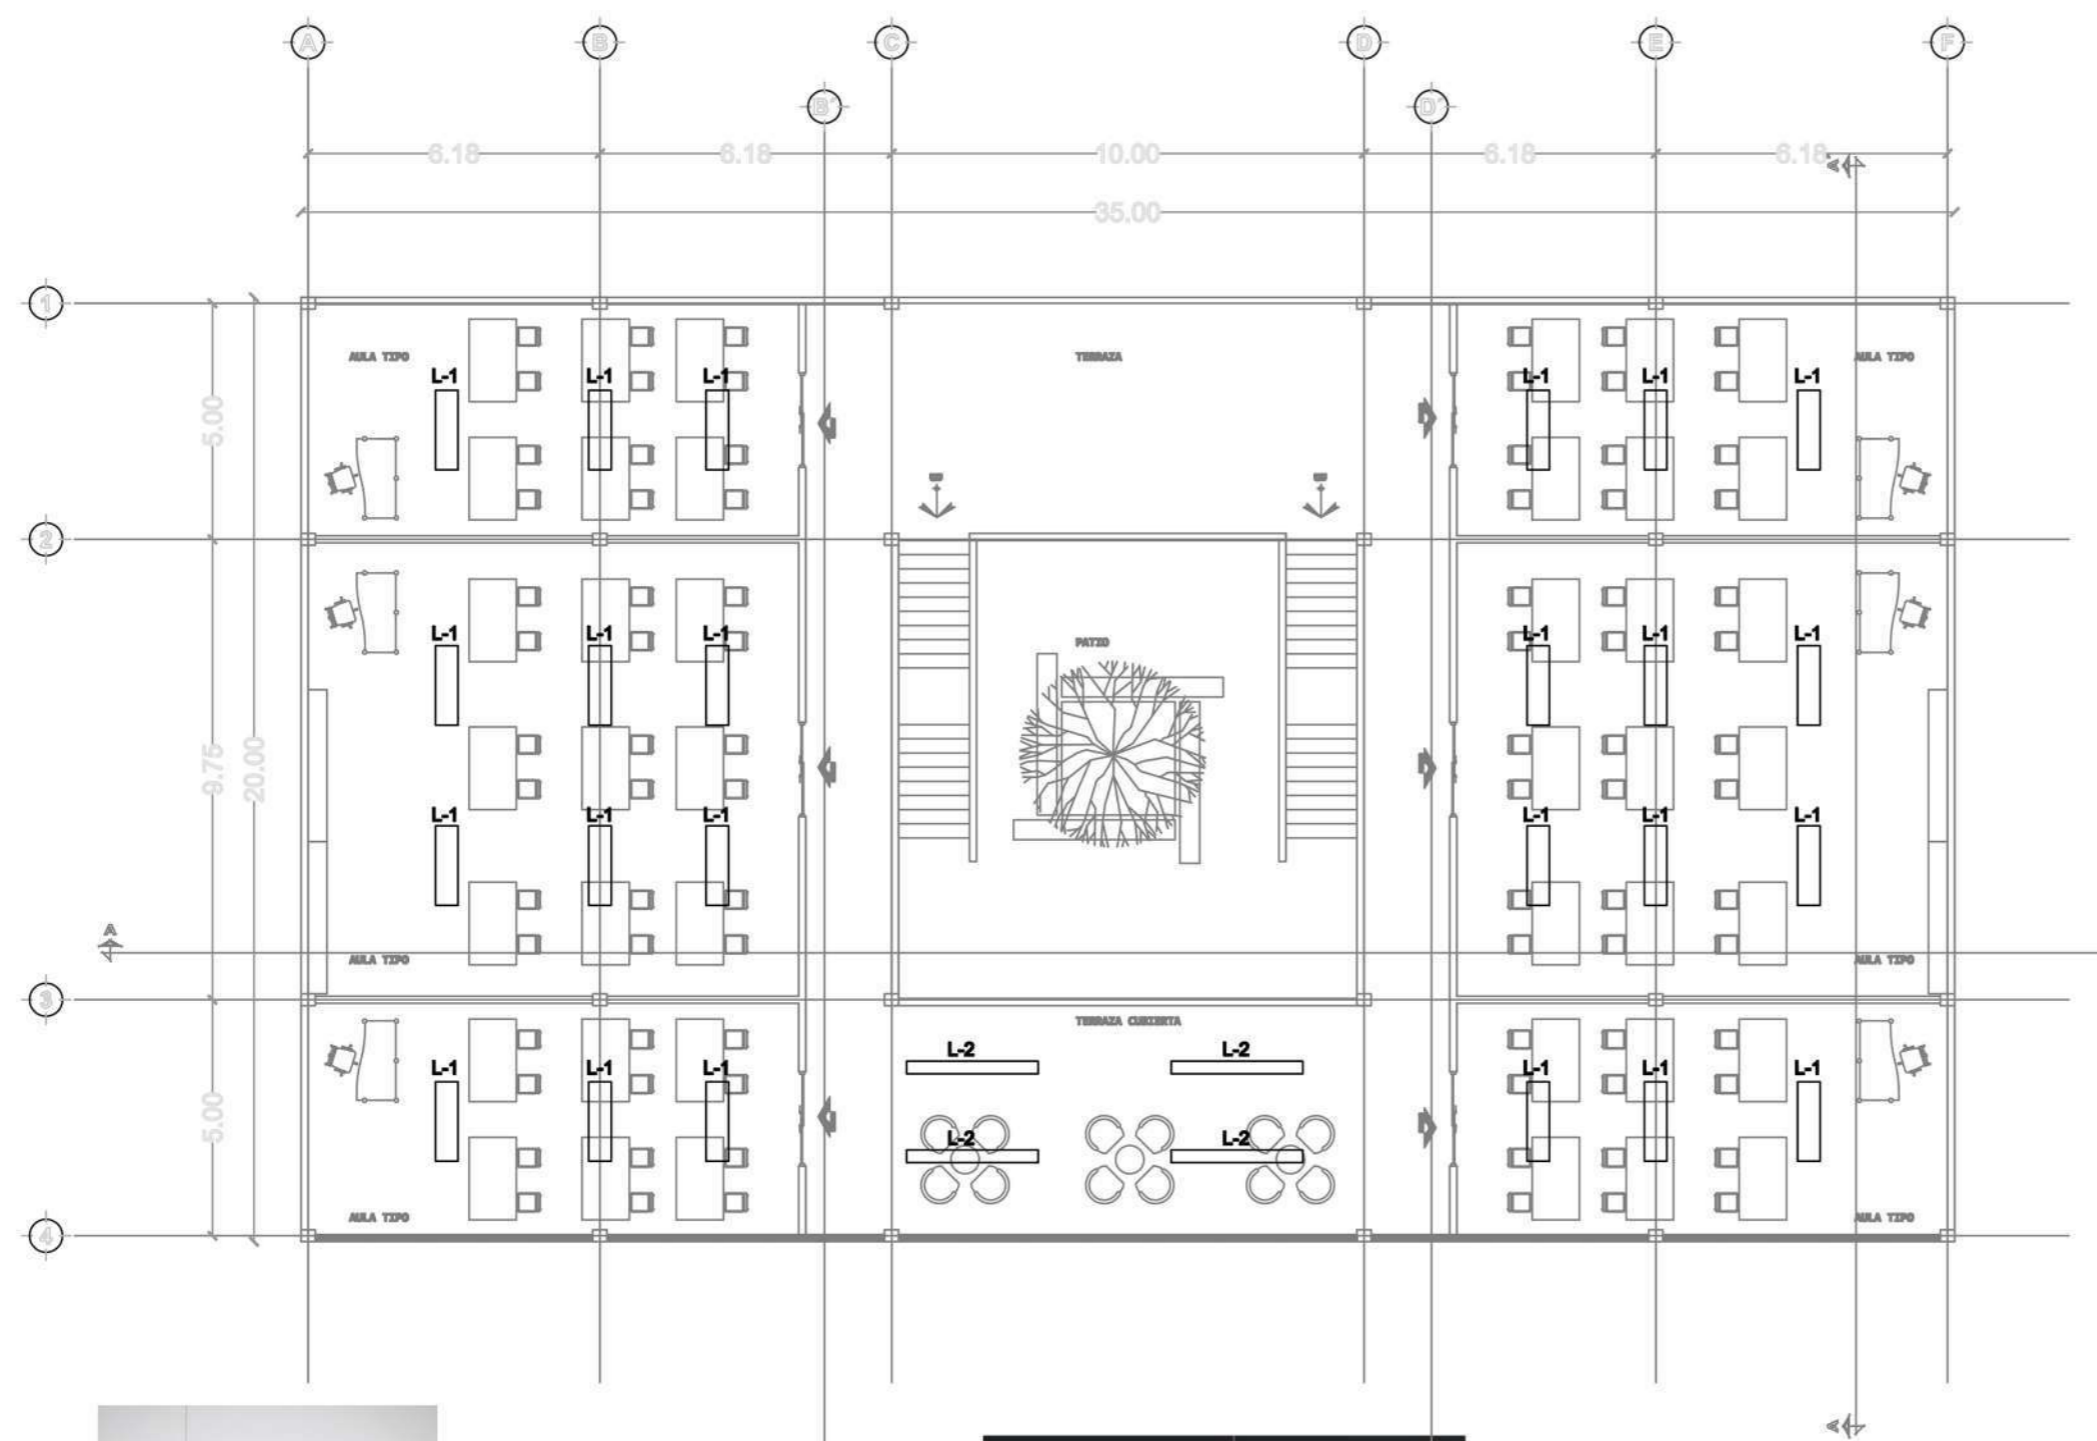 A B C D E F
B' D'
6.18 6.18 10.00 6.18 6.18
A
35.00
1
AULA TIPO TERRAZA AULA TIPO
L-1 L-1 L-1 L-1 L-1 L-1
5.00
B B
2
PATIO
L-1 L-1 L-1 L-1 L-1 L-1
9.75 20.00
L-1 L-1 L-1 L-1 L-1 L-1
A
AULA TIPO AULA TIPO
3
TERRAZA CUBIERTA
L-2 L-2
L-1 L-1 L-1 L-1 L-1 L-1
5.00
L-2 L-2
AULA TIPO AULA TIPO
4
A